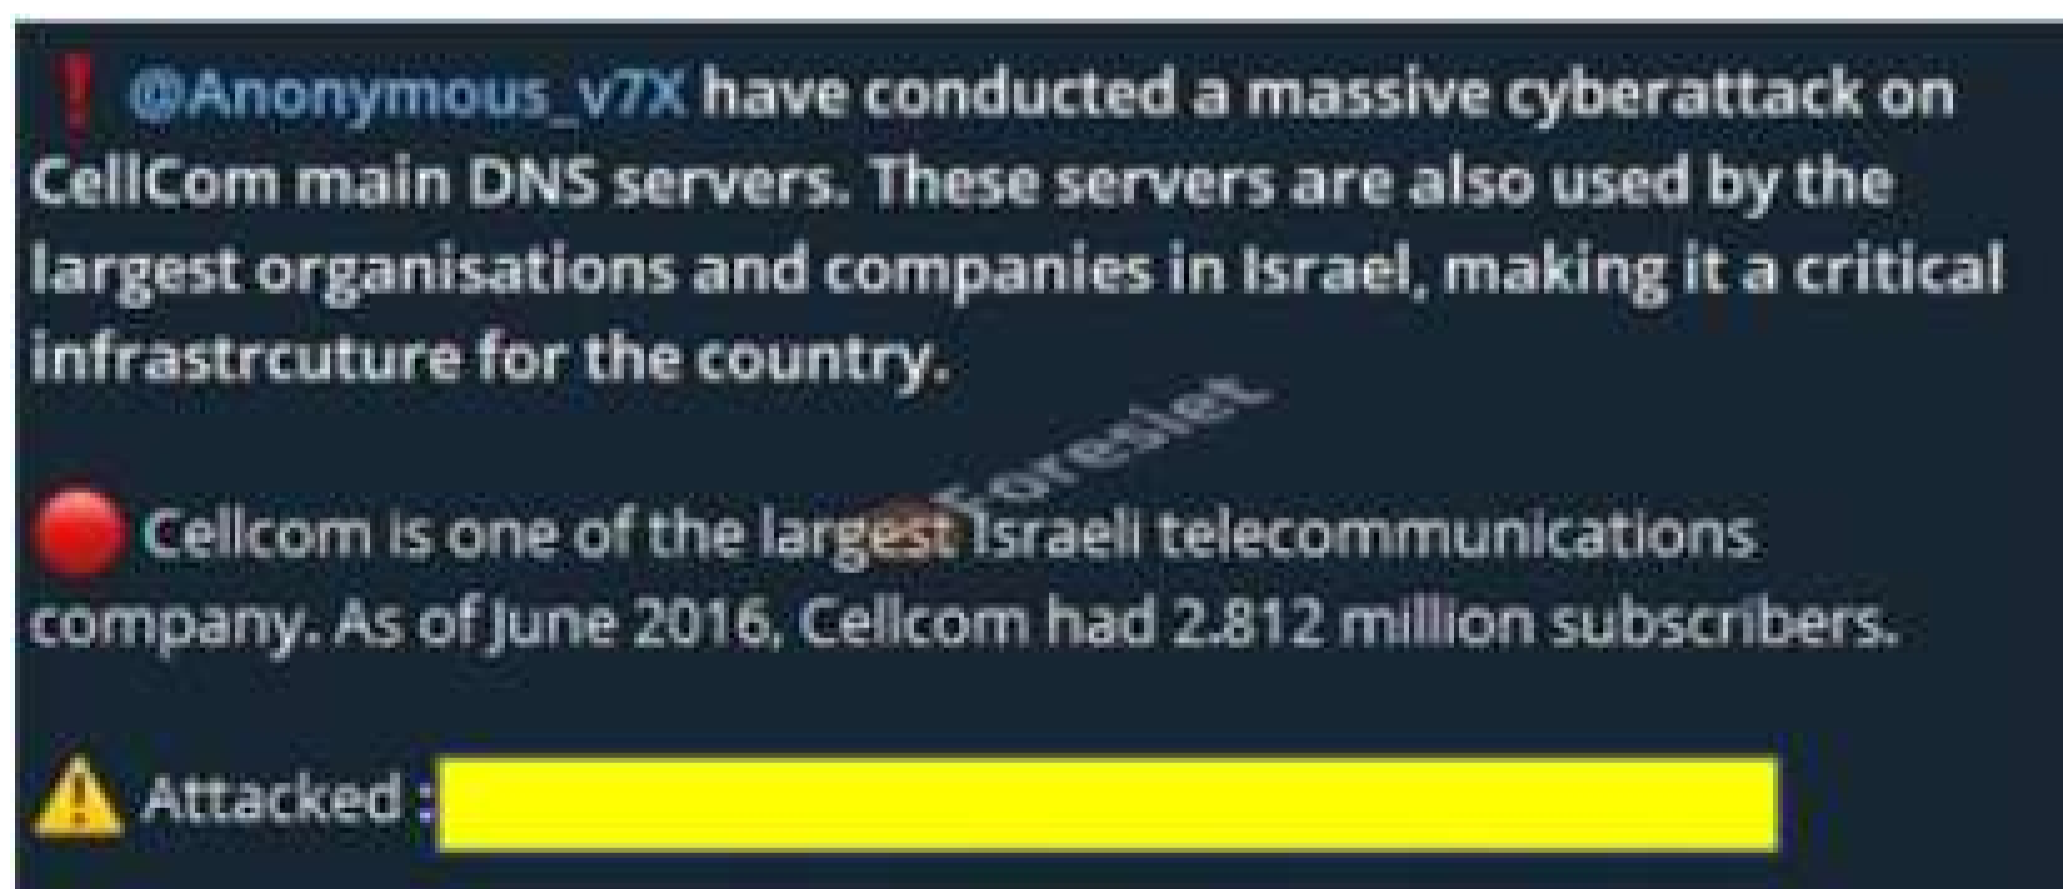 ❗ @Anonymous_v7X have conducted a massive cyberattack on
CellCom main DNS servers. These servers are also used by the
largest organisations and companies in Israel, making it a critical
infrastrcuture for the country.
Foreslet
🔴 Cellcom is one of the largest Israeli telecommunications
company. As of June 2016, Cellcom had 2.812 million subscribers.
⚠️ Attacked :